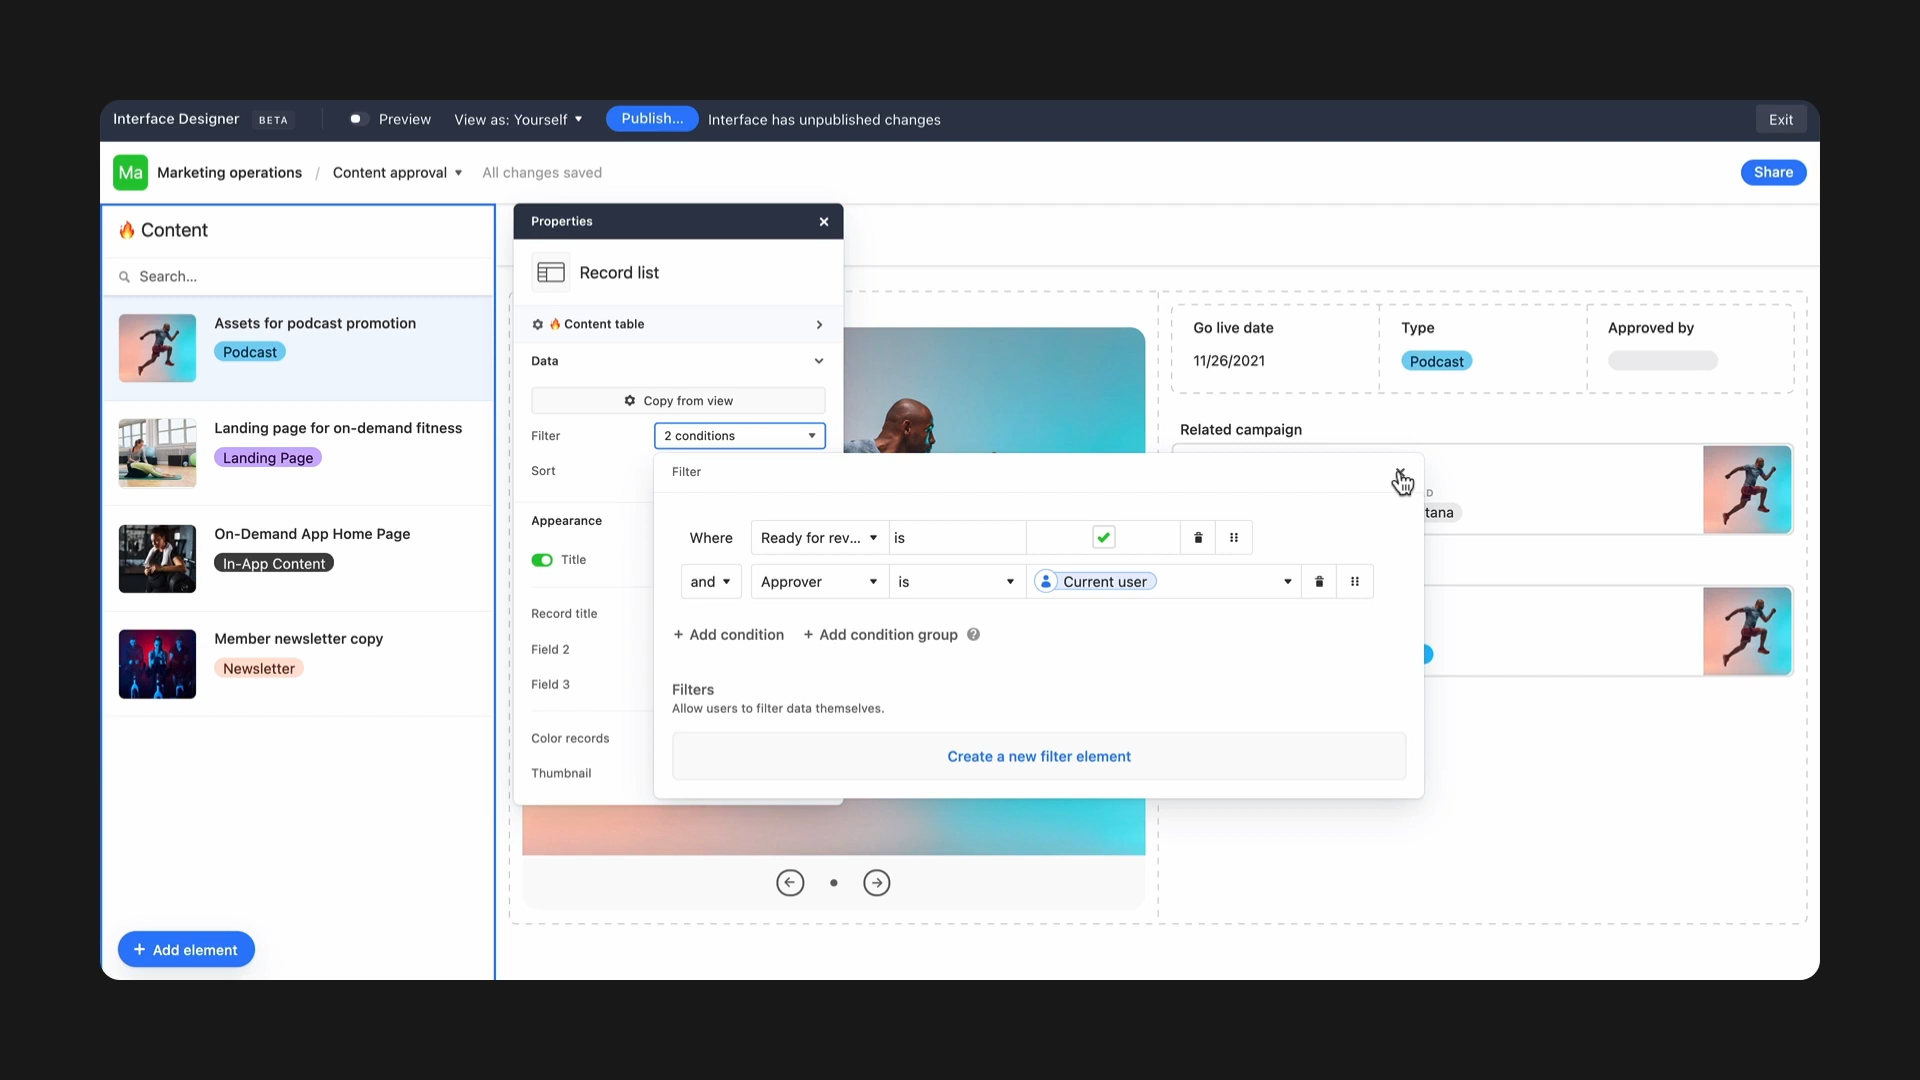 Interface Designer BETA Preview View as: Yourself Publish... Interface has unpublished changes Exit
Ma Marketing operations / Content approval All changes saved Share
🔥 Content
Search...
Assets for podcast promotion
Podcast
Landing page for on-demand fitness
Landing Page
On-Demand App Home Page
In-App Content
Member newsletter copy
Newsletter
+ Add element
Properties
Record list
🔥 Content table
Data
Copy from view
Filter 2 conditions
Sort
Appearance
Title
Record title
Field 2
Field 3
Color records
Thumbnail
Filter
Where Ready for rev... is
and Approver is Current user
+ Add condition + Add condition group ?
Filters
Allow users to filter data themselves.
Create a new filter element
Go live date Type Approved by
11/26/2021 Podcast
Related campaign
D
tana